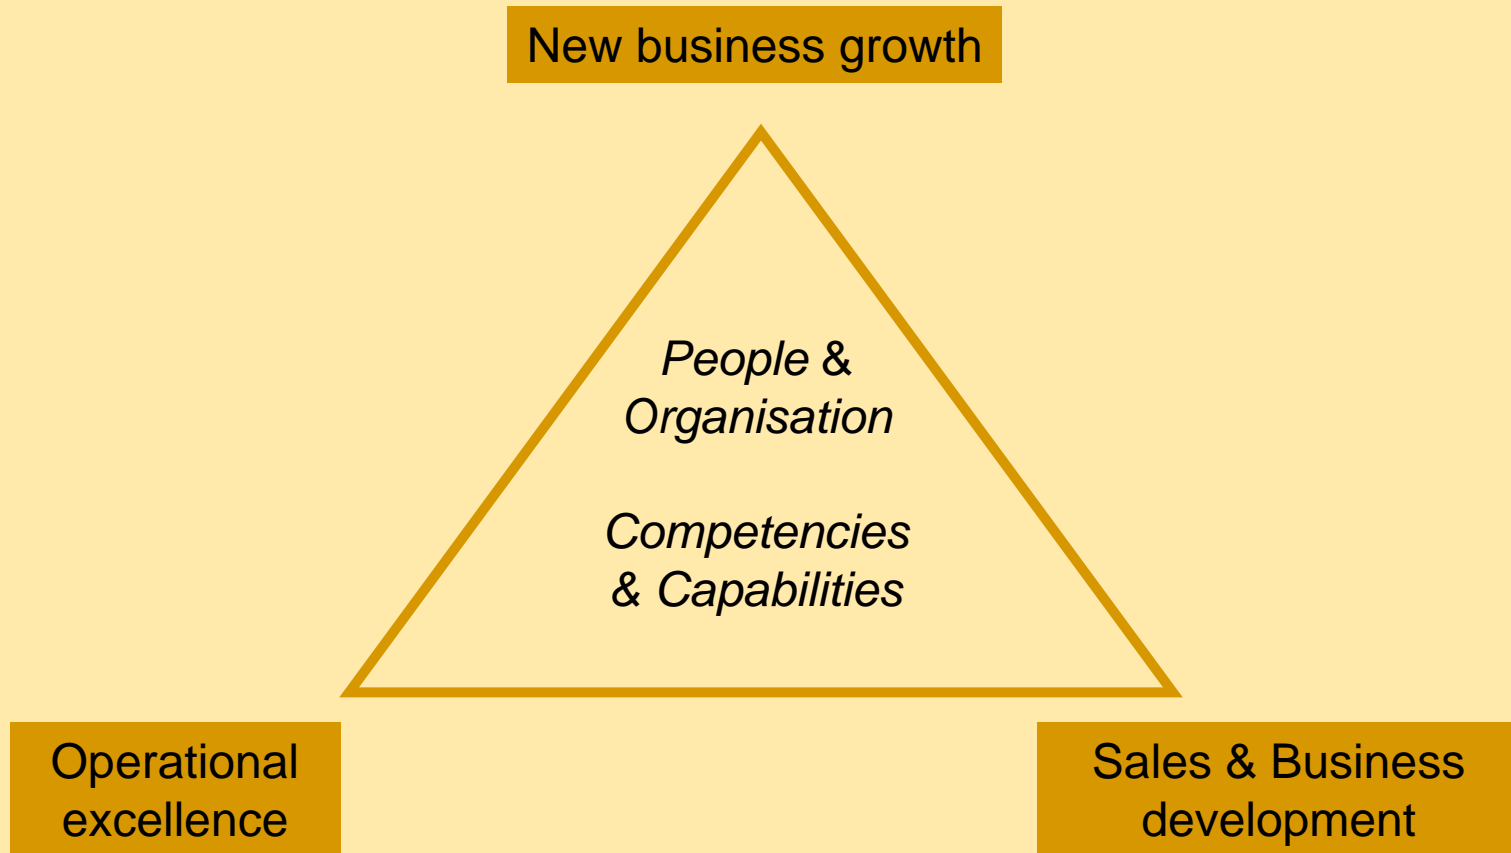 New business growth
People &
Organisation
Competencies
& Capabilities
Operational
excellence
Sales & Business
development